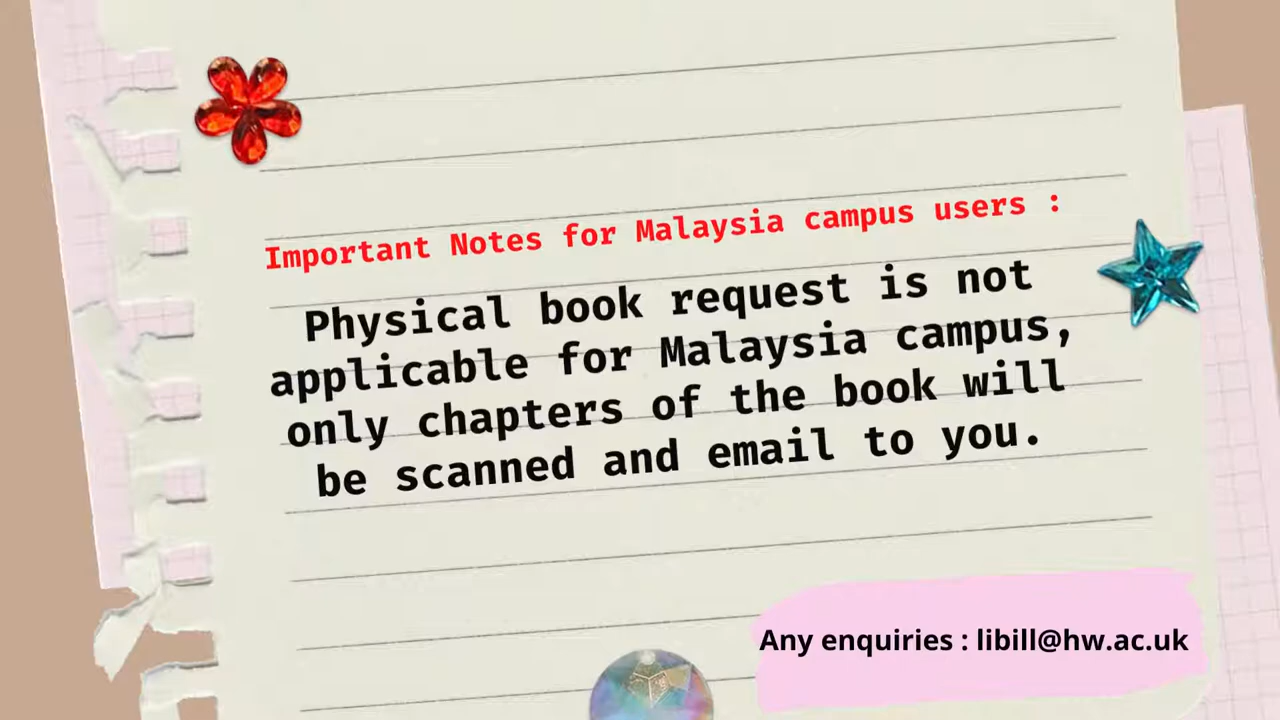 Important Notes for Malaysia campus users :
Physical book request is not
applicable for Malaysia campus,
only chapters of the book will
be scanned and email to you.
Any enquiries : libill@hw.ac.uk